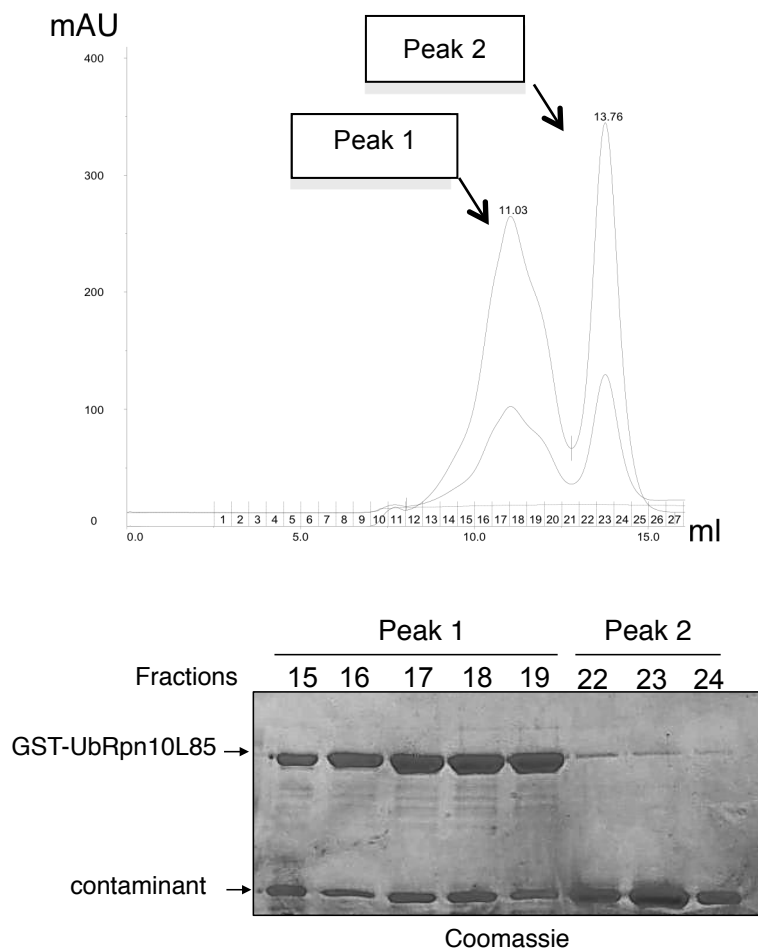 mAU
Peak 2
400
Peak 1
13.76
300
11.03
200
100
0
1 2 3 4 5 6 7 8 9 10 11 12 13 14 15 16 17 18 19 20 21 22 23 24 25 26 27
ml
0.0 5.0 10.0 15.0
Peak 1 Peak 2
Fractions 15 16 17 18 19 22 23 24
GST-UbRpn10L85
contaminant
Coomassie